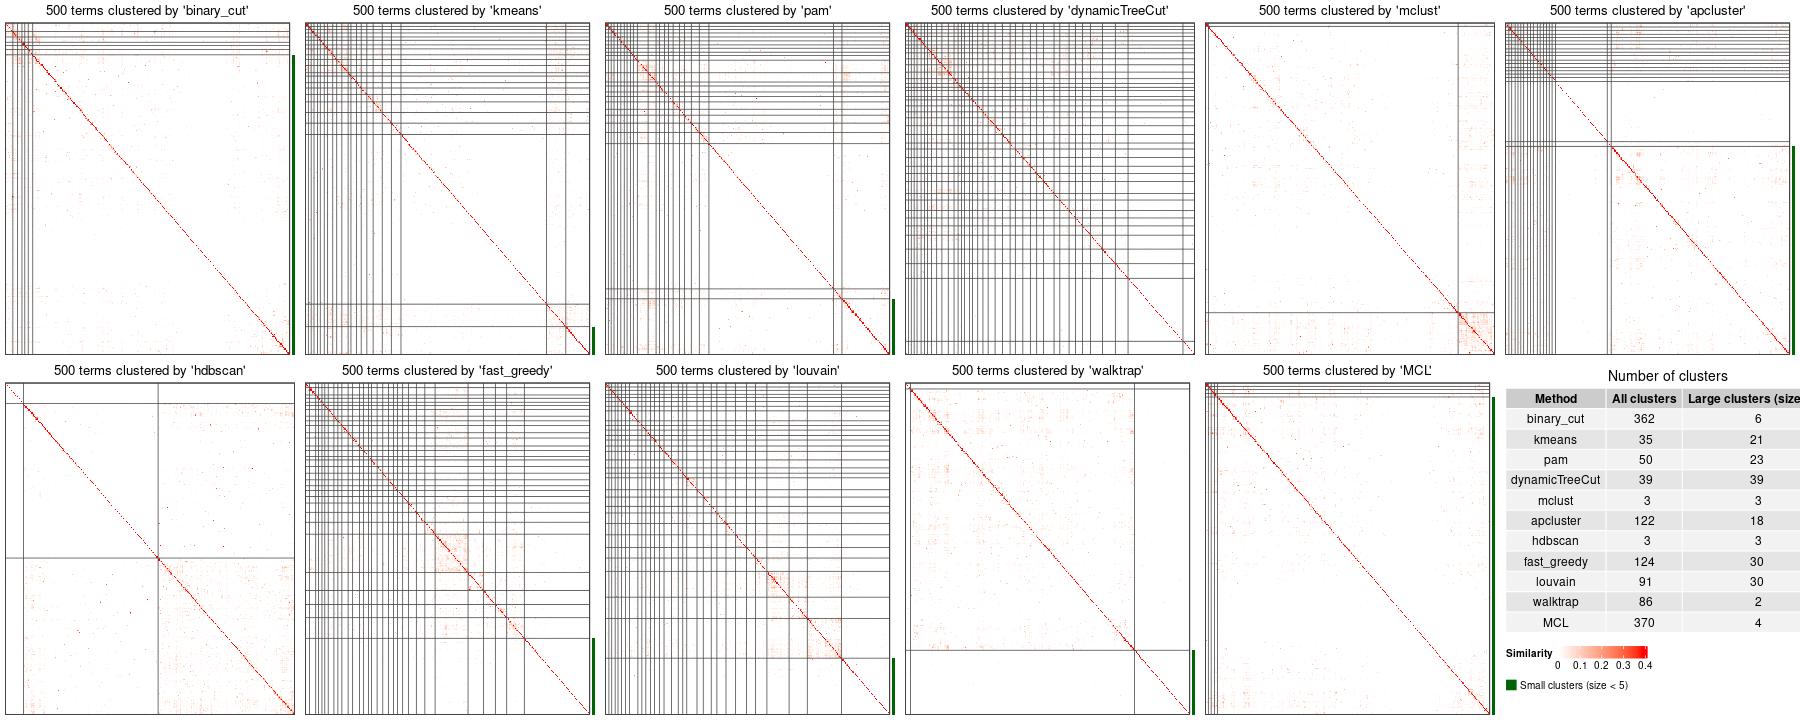 500 terms clustered by 'binary_cut'
500 terms clustered by 'kmeans'
500 terms clustered by 'pam'
500 terms clustered by 'dynamicTreeCut'
500 terms clustered by 'mclust'
500 terms clustered by 'apcluster'
500 terms clustered by 'hdbscan'
500 terms clustered by 'fast_greedy'
500 terms clustered by 'louvain'
500 terms clustered by 'walktrap'
500 terms clustered by 'MCL'
Number of clusters
Method All clusters Large clusters (size
binary_cut 362 6
kmeans 35 21
pam 50 23
dynamicTreeCut 39 39
mclust 3 3
apcluster 122 18
hdbscan 3 3
fast_greedy 124 30
louvain 91 30
walktrap 86 2
MCL 370 4
Similarity
0 0.1 0.2 0.3 0.4
Small clusters (size < 5)